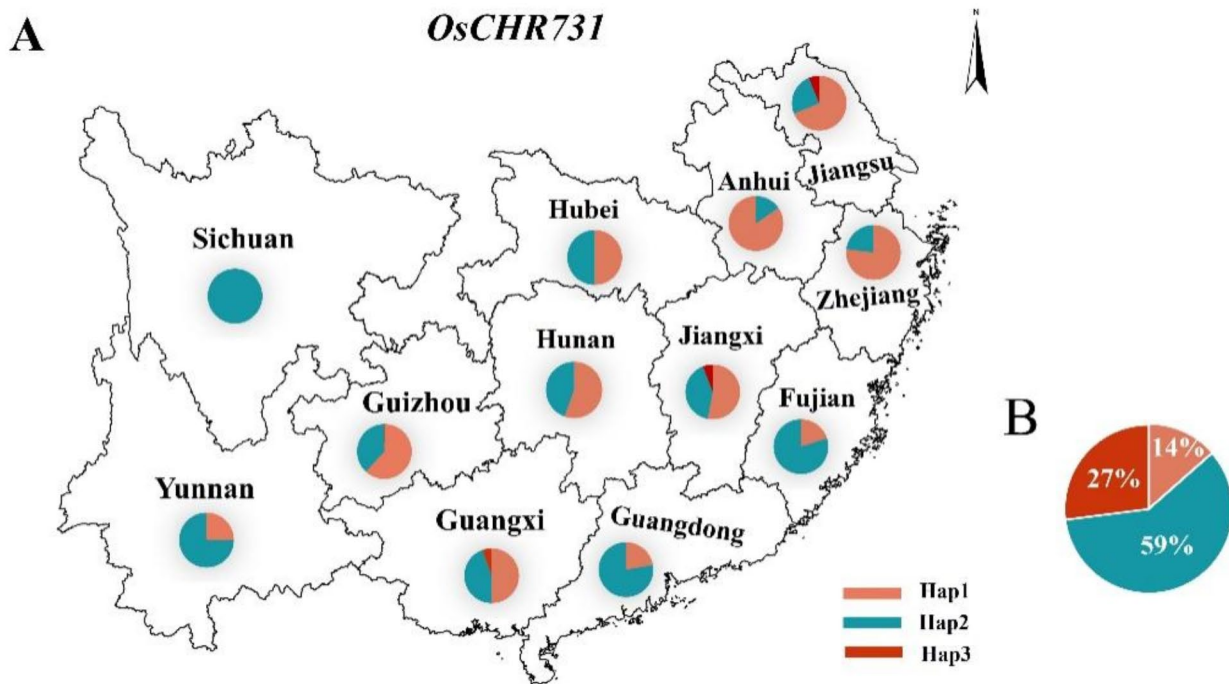 A
OsCHR731
N
Jiangsu
Anhui
Hubei
Sichuan
Zhejiang
Hunan
Jiangxi
Guizhou
Fujian
B
14%
27%
59%
Yunnan
Guangxi
Guangdong
Hap1
Hap2
Hap3